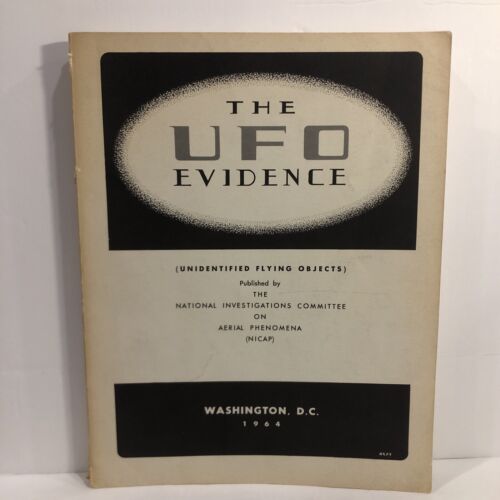 THE
UFO
EVIDENCE
(UNIDENTIFIED FLYING OBJECTS)
Published by
THE
NATIONAL INVESTIGATIONS COMMITTEE
ON
AERIAL PHENOMENA
(NICAP)
WASHINGTON, D.C.
1964